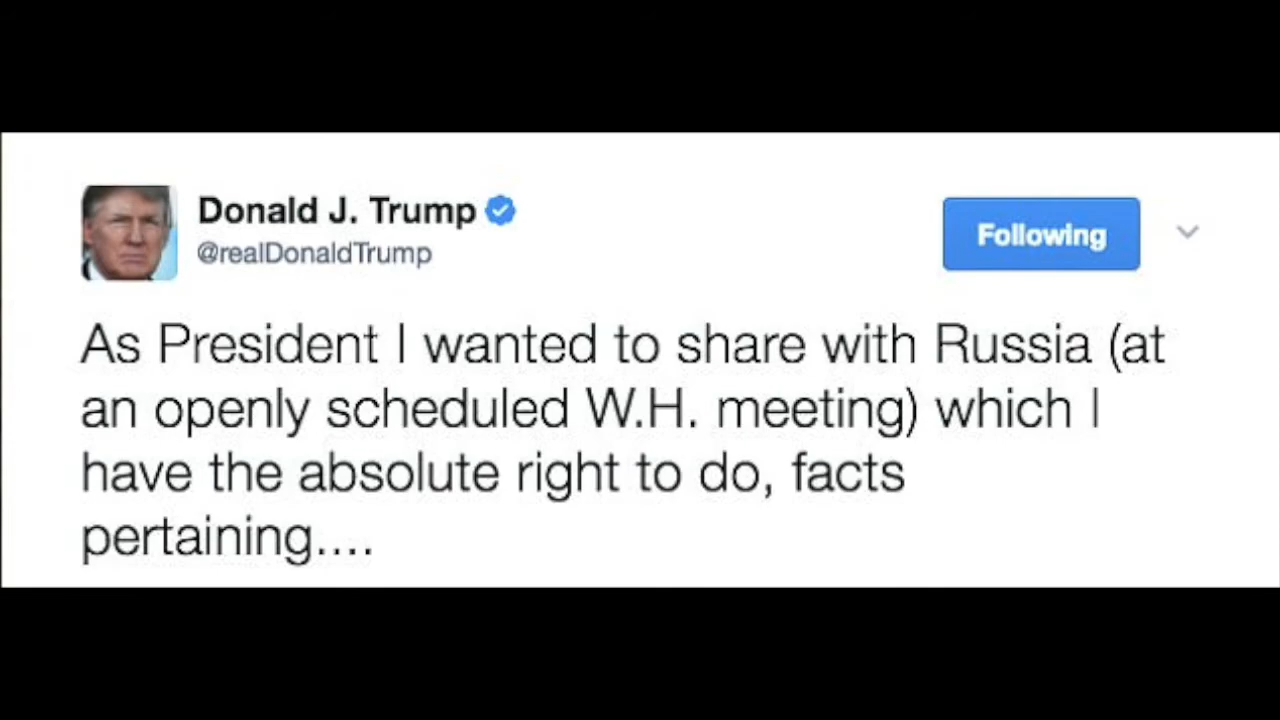 Donald J. Trump
@realDonaldTrump
Following
As President I wanted to share with Russia (at
an openly scheduled W.H. meeting) which I
have the absolute right to do, facts
pertaining....